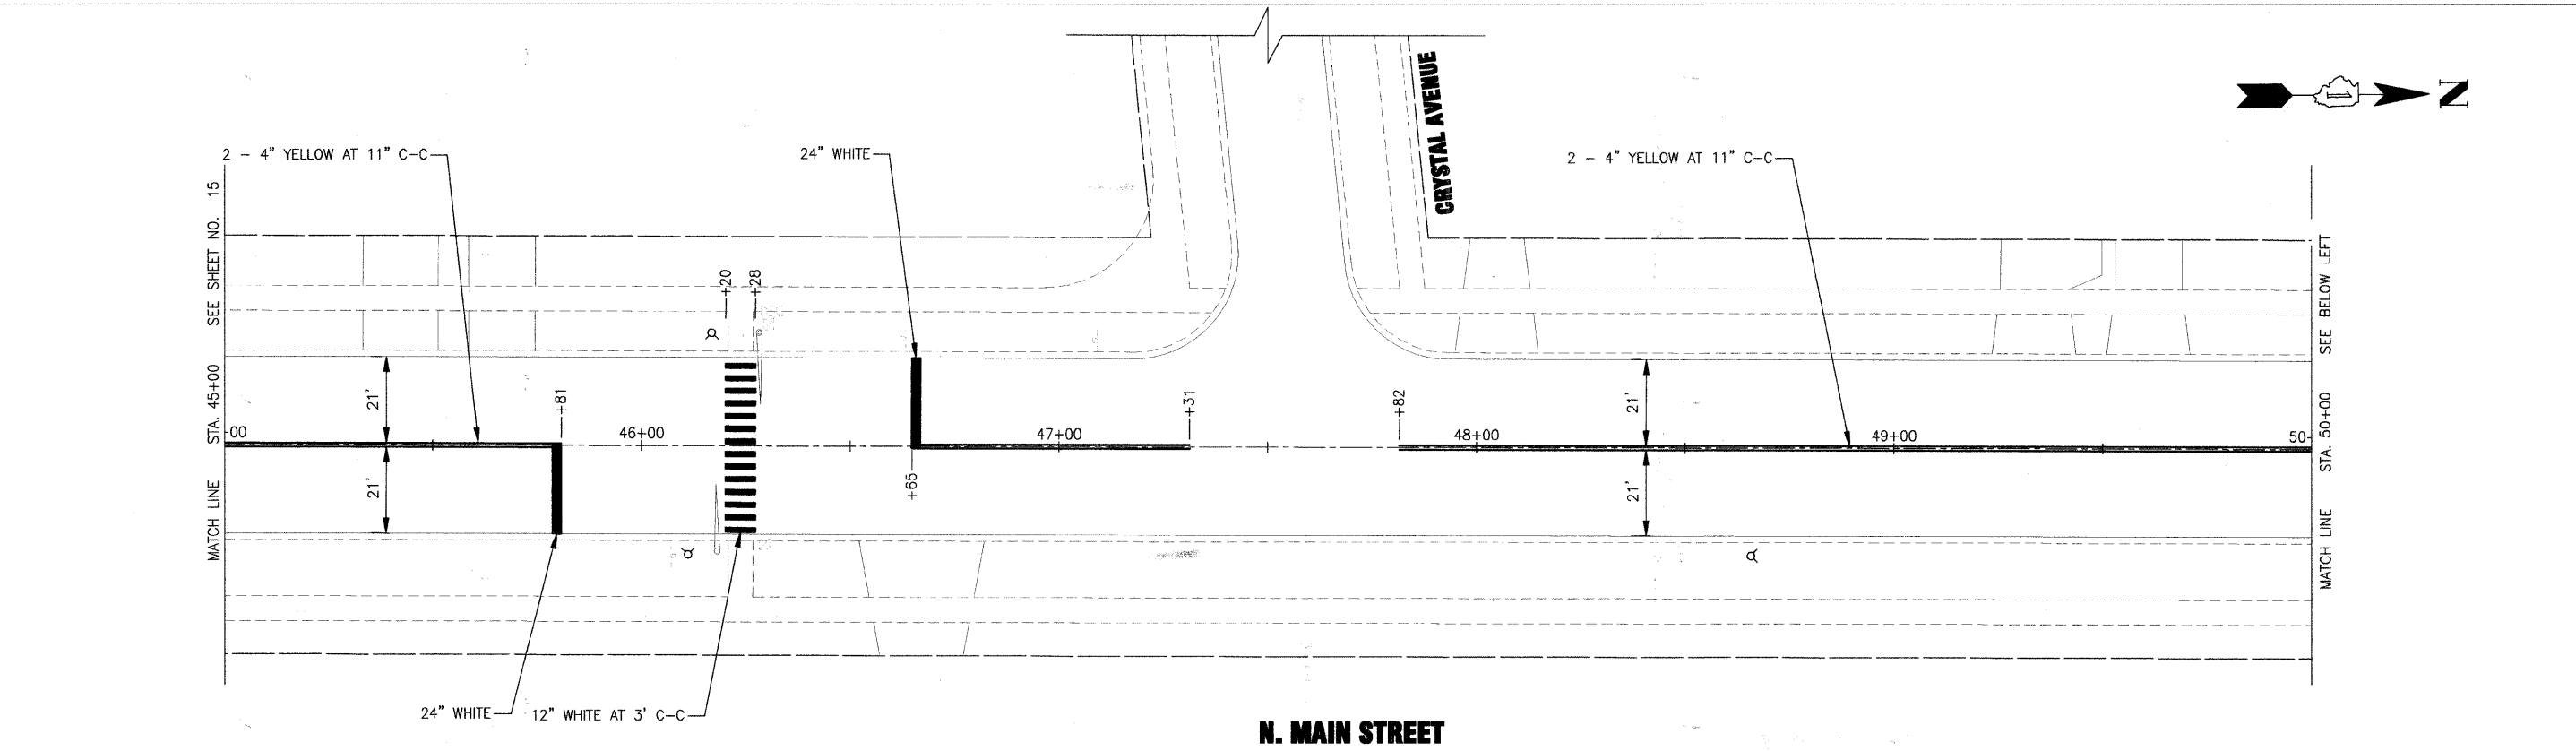 CRYSTAL AVENUE
N
2 - 4" YELLOW AT 11" C-C
24" WHITE
2 - 4" YELLOW AT 11" C-C
MATCH LINE STA. 45+00 SEE SHEET NO. 15
MATCH LINE STA. 50+00 SEE BELOW LEFT
+20
+28
21'
+81
+31
+82
21'
00
46+00
47+00
48+00
49+00
50-
21'
+65
21'
24" WHITE
12" WHITE AT 3' C-C
N. MAIN STREET